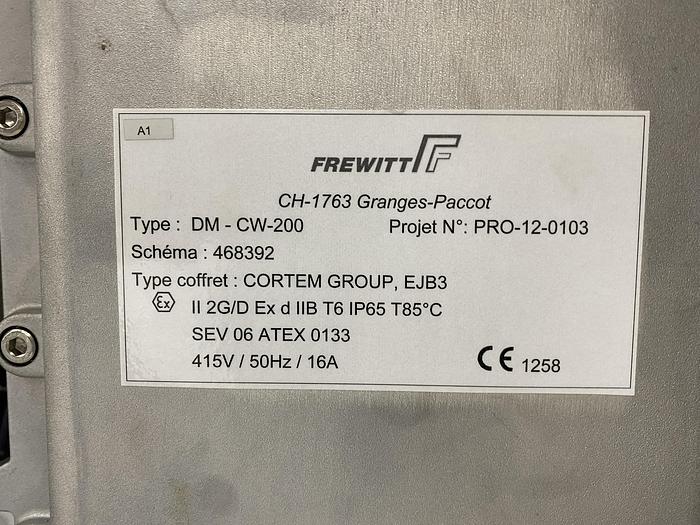 A1
FREWITT
CH-1763 Granges-Paccot
Type : DM - CW-200 Projet N°: PRO-12-0103
Schéma : 468392
Type coffret : CORTEM GROUP, EJB3
Ex II 2G/D Ex d IIB T6 IP65 T85°C
SEV 06 ATEX 0133
415V / 50Hz / 16A CE 1258